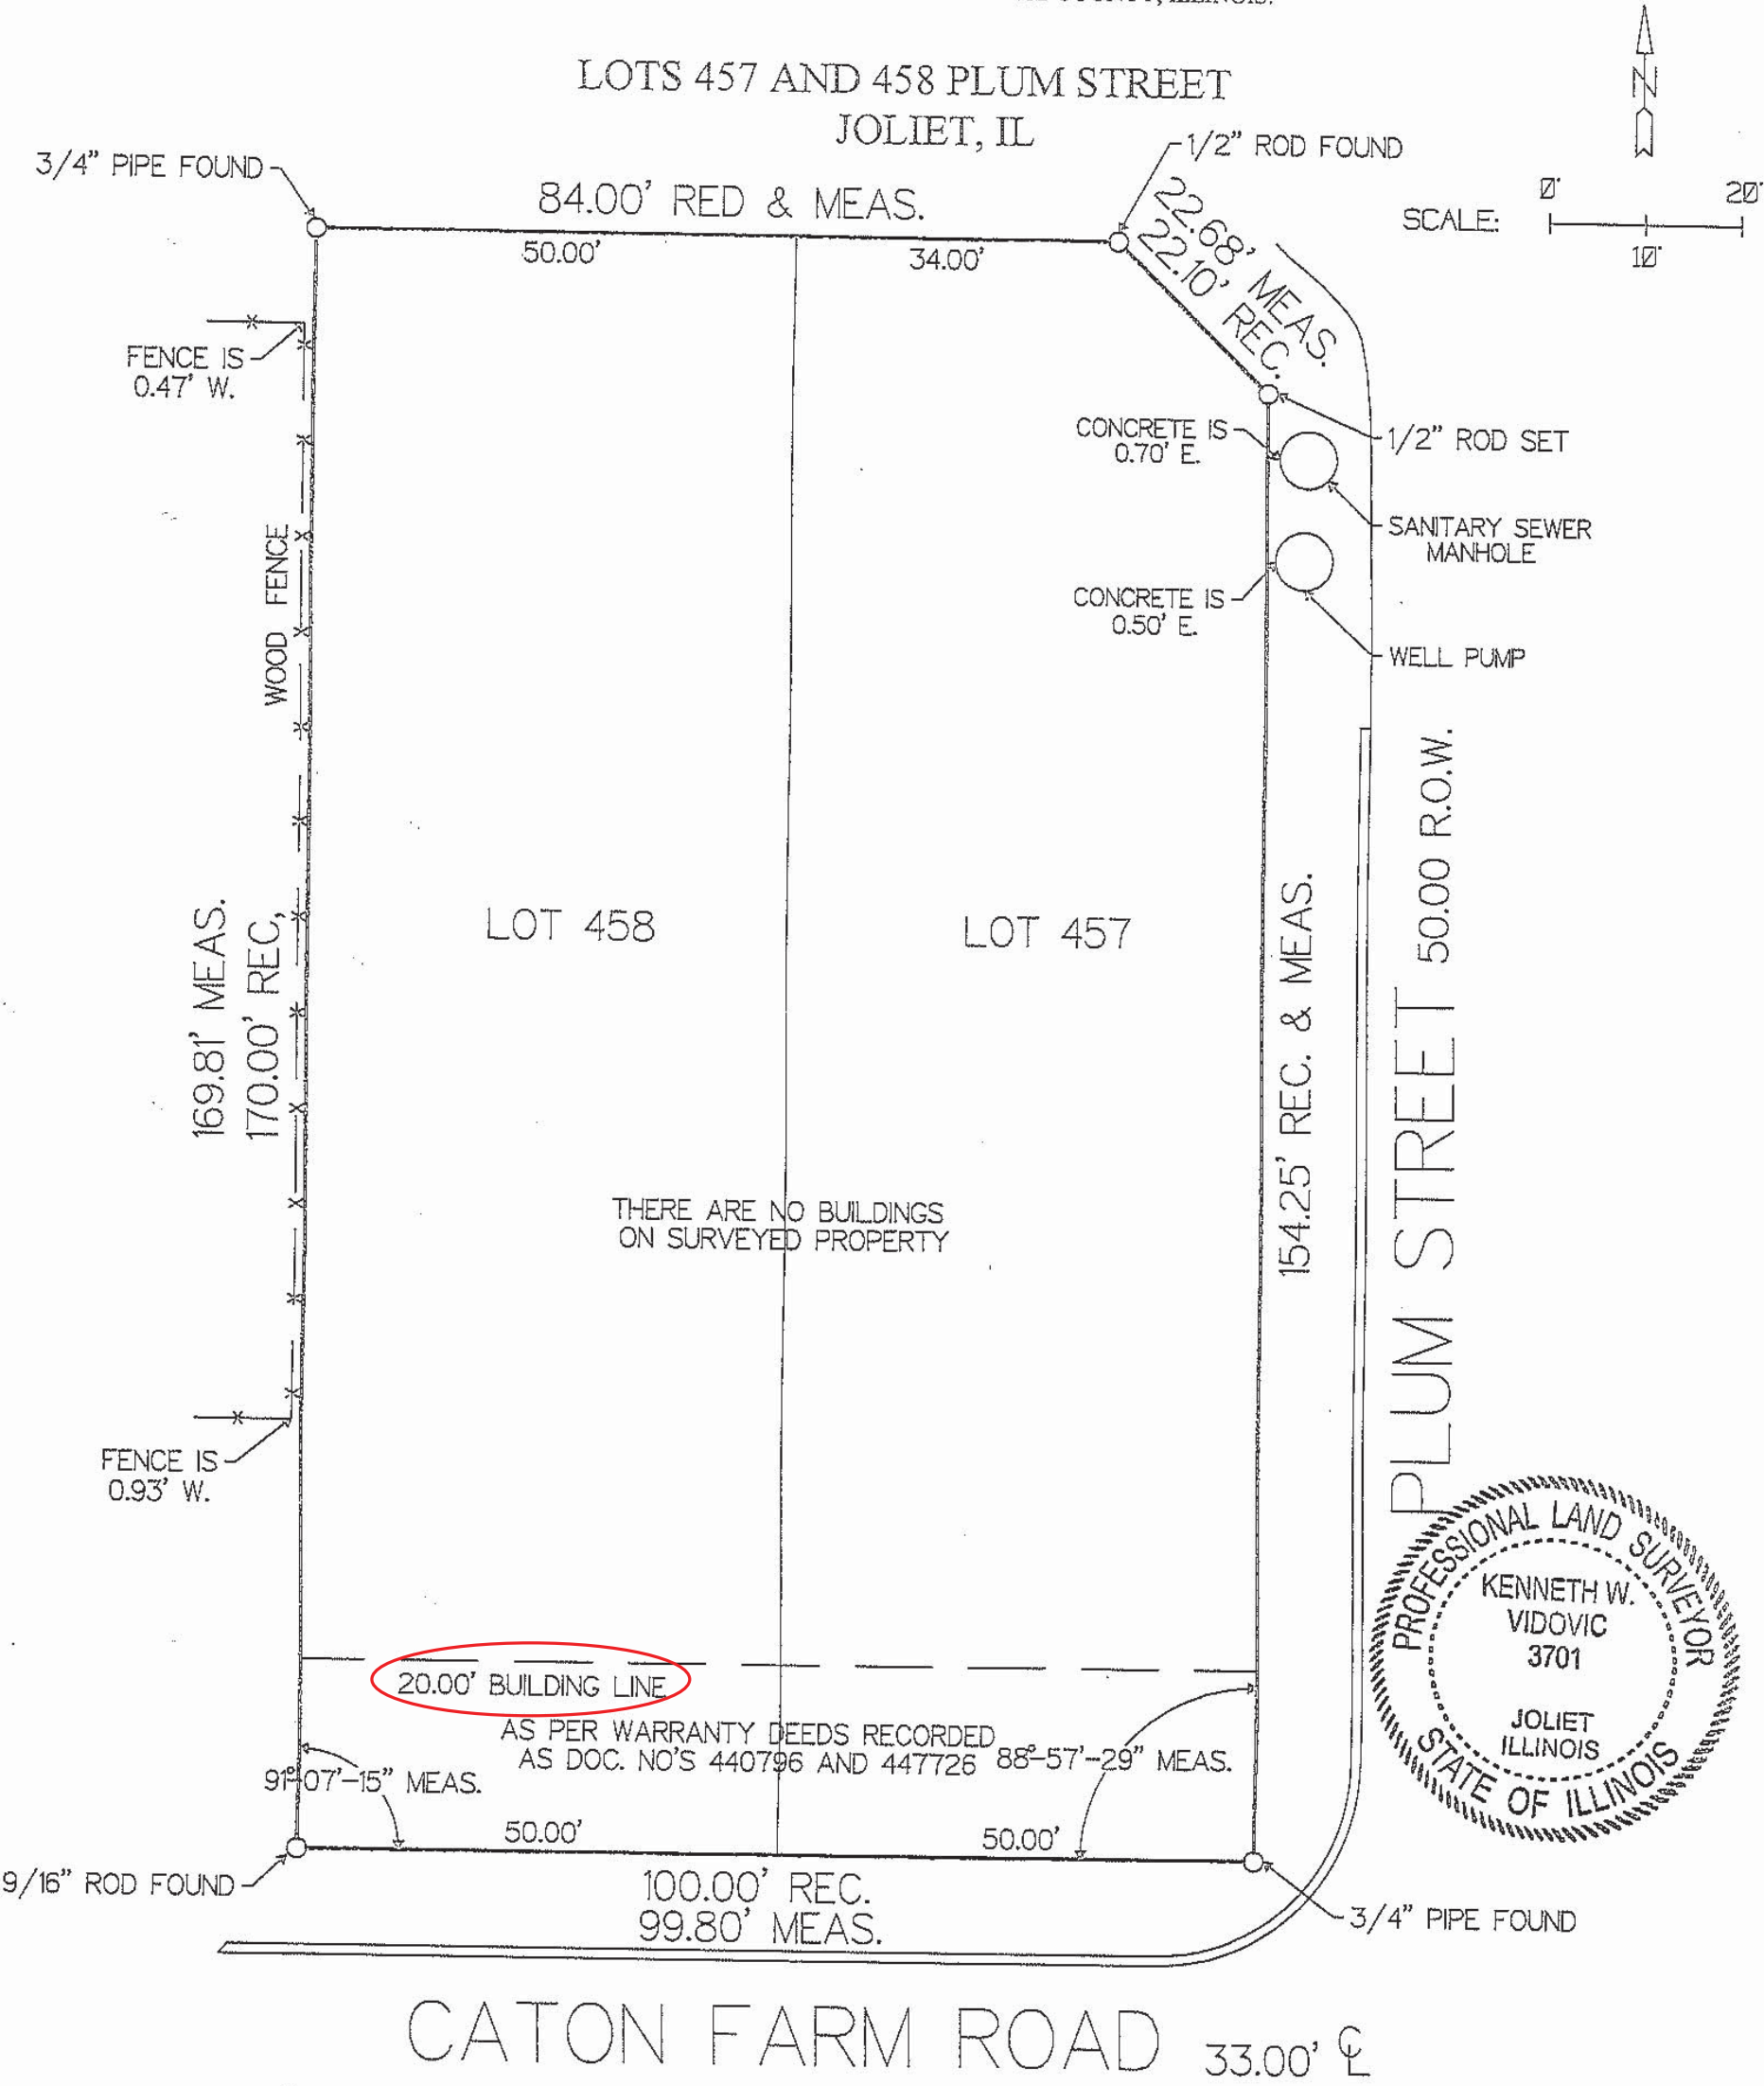 LOTS 457 AND 458 PLUM STREET
JOLIET, IL
N
3/4" PIPE FOUND
1/2" ROD FOUND
84.00' RED & MEAS.
50.00'
34.00'
22.68' MEAS.
22.10' REC.
SCALE:
0'
20'
10'
FENCE IS
0.47' W.
CONCRETE IS
0.70' E.
1/2" ROD SET
SANITARY SEWER
MANHOLE
WOOD FENCE
CONCRETE IS
0.50' E.
WELL PUMP
169.81' MEAS.
170.00' REC,
LOT 458
LOT 457
154.25' REC. & MEAS.
PLUM STREET 50.00 R.O.W.
THERE ARE NO BUILDINGS
ON SURVEYED PROPERTY
FENCE IS
0.93' W.
20.00' BUILDING LINE
AS PER WARRANTY DEEDS RECORDED
AS DOC. NO'S 440796 AND 447726
88°-57'-29" MEAS.
91°-07'-15" MEAS.
50.00'
50.00'
9/16" ROD FOUND
100.00' REC.
99.80' MEAS.
3/4" PIPE FOUND
PROFESSIONAL LAND SURVEYOR
KENNETH W.
VIDOVIC
3701
JOLIET
ILLINOIS
STATE OF ILLINOIS
CATON FARM ROAD 33.00' ℄